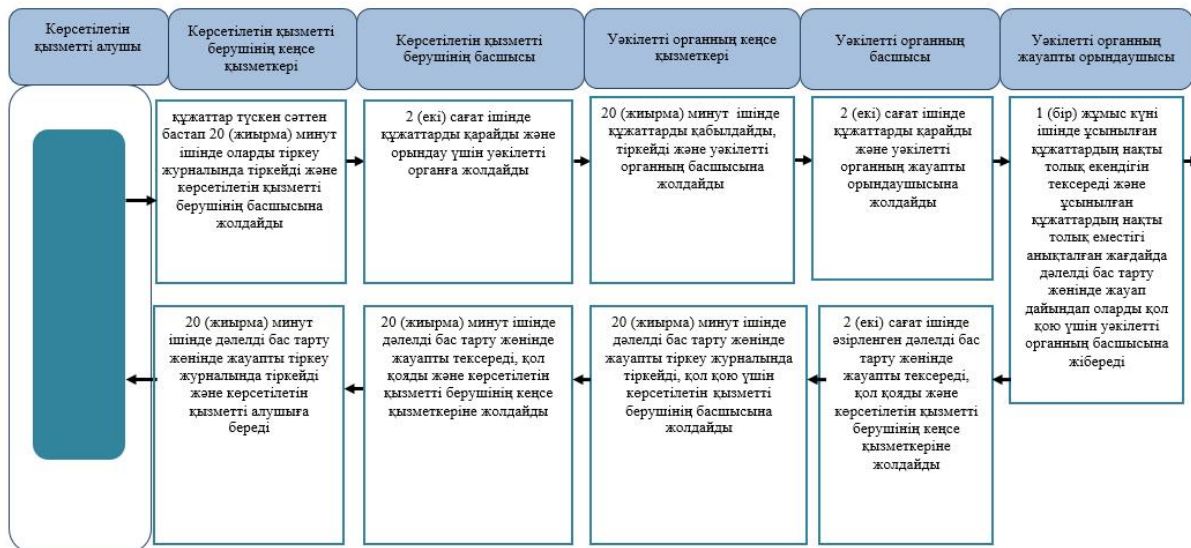 Көрсетілетін
қызметті алушы
Көрсетілетін қызметті
берушінің кеңсе
қызметкері
Көрсетілетін қызметті
берушінің басшысы
Уәкілетті органның кеңсе
қызметкері
Уәкілетті органның
басшысы
Уәкілетті органның
жауапты орындаушысы
құжаттар түскен сәттен
бастап 20 (жиырма) минут
ішінде оларды тіркеу
журналында тіркейді және
көрсетілетін қызметті
берушінің басшысына
жолдайды
2 (екі) сағат ішінде
құжаттарды қарайды және
орындау үшін уәкілетті
органға жолдайды
20 (жиырма) минут ішінде
құжаттарды қабылдайды,
тіркейді және уәкілетті
органның басшысына
жолдайды
2 (екі) сағат ішінде
құжаттарды қарайды
және уәкілетті
органның жауапты
орындаушысына
жолдайды
1 (бір) жұмыс күні
ішінде ұсынылған
құжаттардың нақты
толық екендігін
тексереді және
ұсынылған
құжаттардың нақты
толық еместігі
анықталған жағдайда
дәлелді бас тарту
жөнінде жауап
дайындап оларды қол
қою үшін уәкілетті
органның басшысына
жібереді
20 (жиырма) минут
ішінде дәлелді бас тарту
жөнінде жауапты тіркеу
журналында тіркейді
және көрсетілетін
қызметті алушыға
береді
20 (жиырма) минут ішінде
дәлелді бас тарту жөнінде
жауапты тексереді, қол
қояды және көрсетілетін
қызметті берушінің кеңсе
қызметкеріне жолдайды
20 (жиырма) минут ішінде
дәлелді бас тарту жөнінде
жауапты тіркеу журналында
тіркейді, қол қою үшін
көрсетілетін қызметті
берушінің басшысына
жолдайды
2 (екі) сағат ішінде
әзірленген дәлелді бас
тарту жөнінде
жауапты тексереді,
қол қояды және
көрсетілетін қызметті
берушінің кеңсе
қызметкеріне
жолдайды